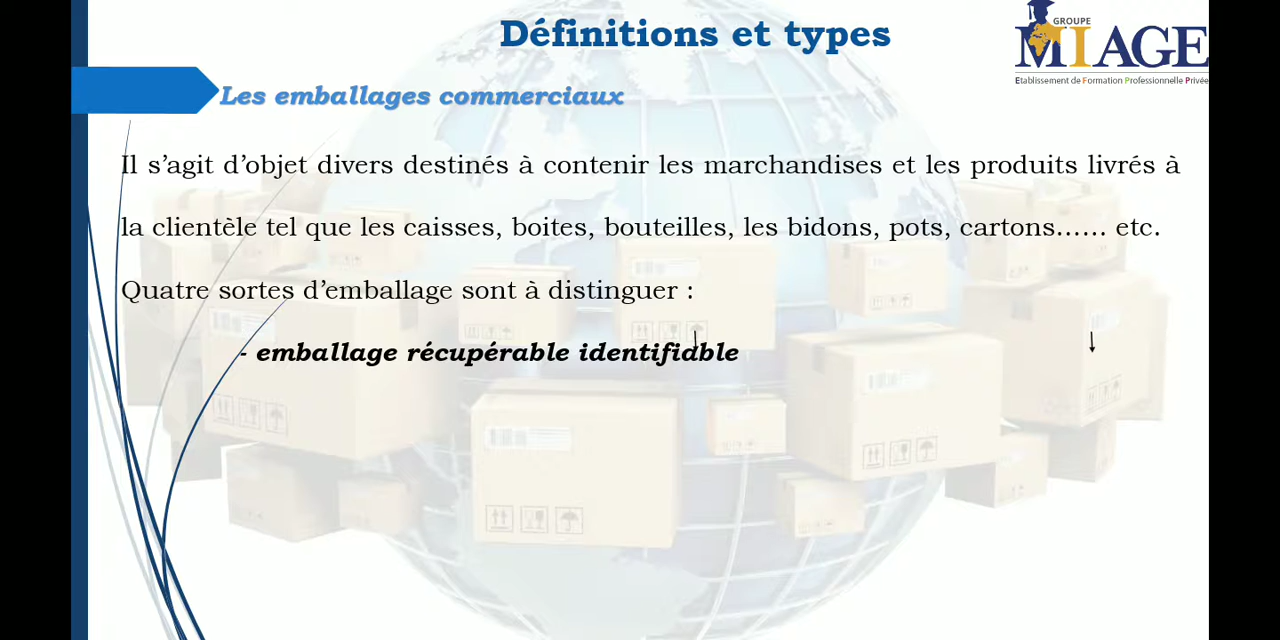 Définitions et types
GROUPE
MIAGE
Etablissement de Formation Professionnelle Privée
Les emballages commerciaux
Il s’agit d’objet divers destinés à contenir les marchandises et les produits livrés à
la clientèle tel que les caisses, boites, bouteilles, les bidons, pots, cartons…… etc.
Quatre sortes d’emballage sont à distinguer :
- emballage récupérable identifiable